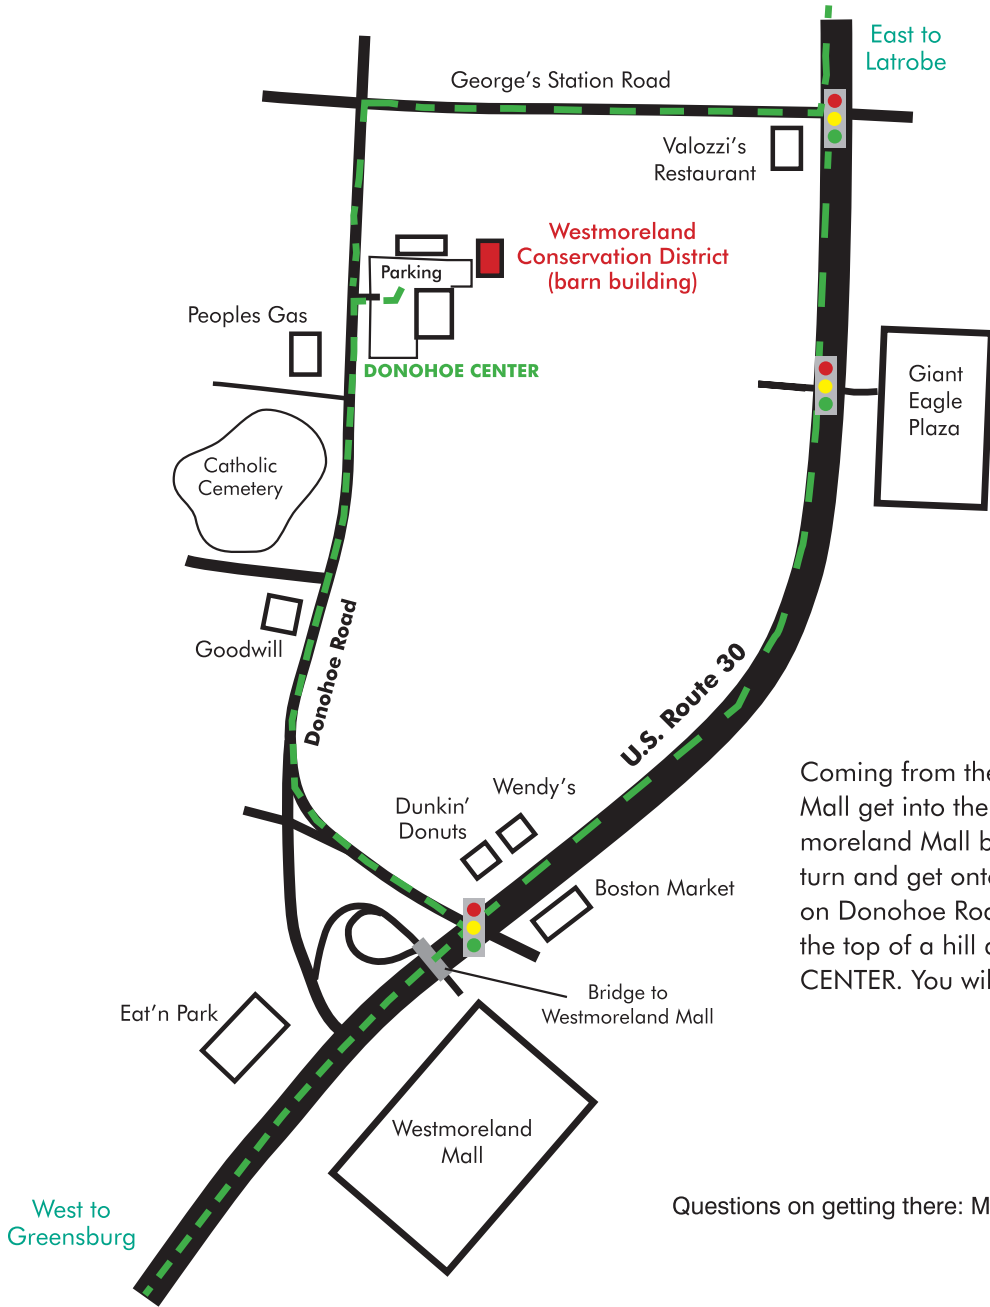 East to
Latrobe
George's Station Road
Valozzi's
Restaurant
Westmoreland
Conservation District
(barn building)
Parking
Peoples Gas
DONOHOE CENTER
Giant
Eagle
Plaza
Catholic
Cemetery
Goodwill
Donohoe Road
U.S. Route 30
Wendy's
Dunkin'
Donuts
Boston Market
Coming from the
Mall get into the
moreland Mall b
turn and get onto
on Donohoe Roa
the top of a hill a
CENTER. You wil
Bridge to
Westmoreland Mall
Eat'n Park
Westmoreland
Mall
West to
Greensburg
Questions on getting there: M